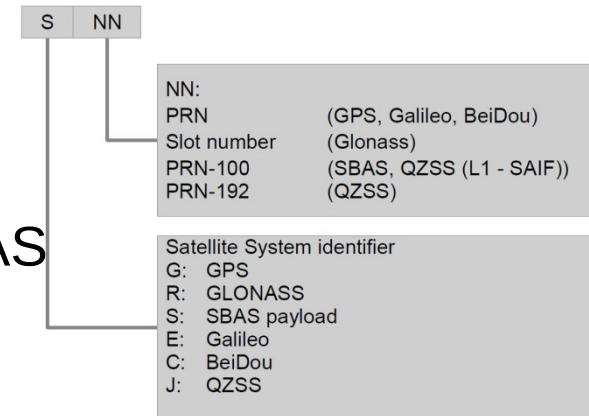 S NN
NN:
PRN (GPS, Galileo, BeiDou)
Slot number (Glonass)
PRN-100 (SBAS, QZSS (L1 - SAIF))
PRN-192 (QZSS)
AS
Satellite System identifier
G: GPS
R: GLONASS
S: SBAS payload
E: Galileo
C: BeiDou
J: QZSS